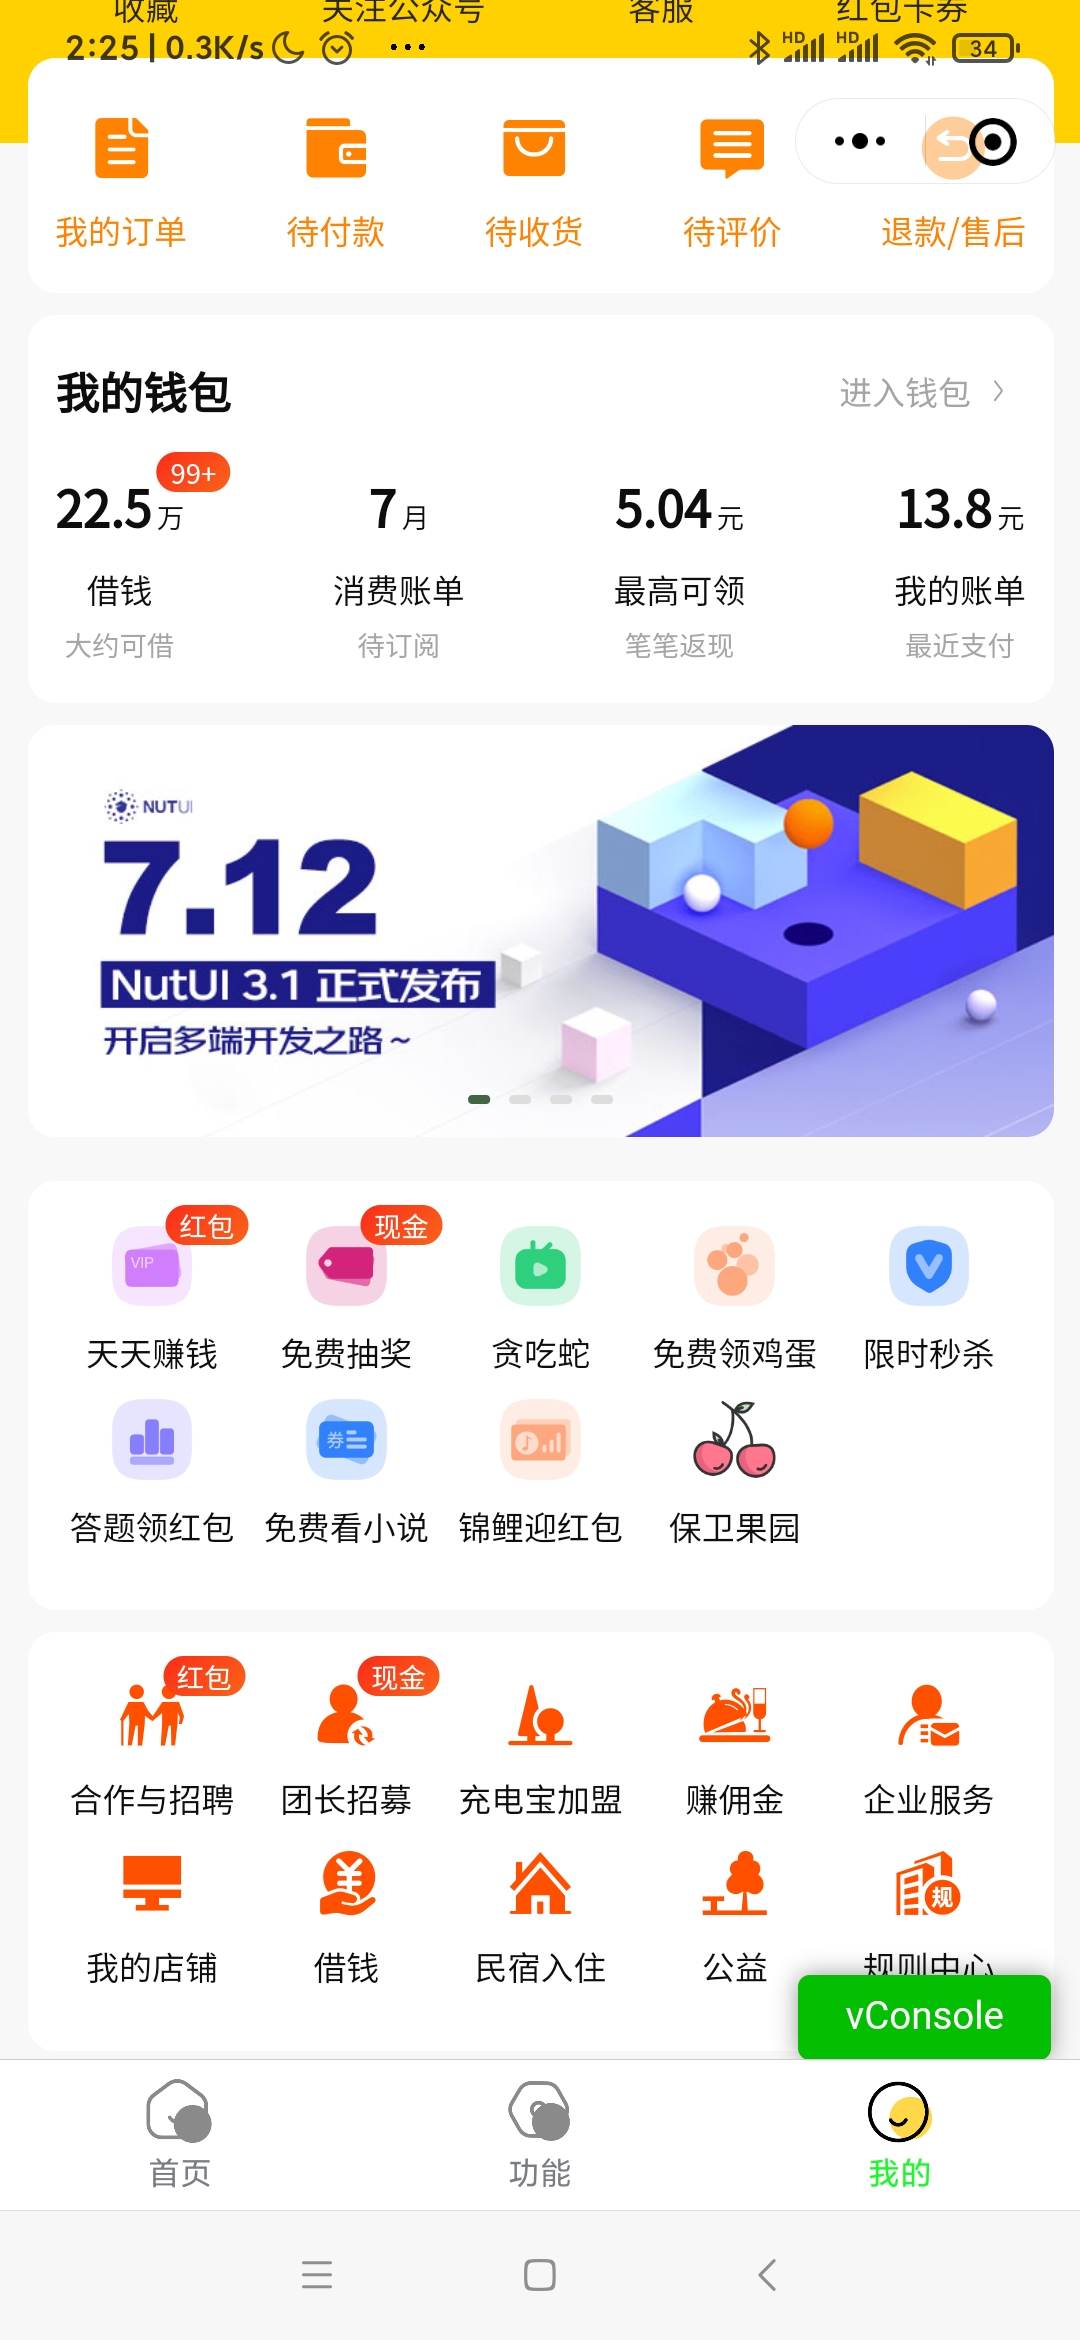 收藏 关注公众号 客服 红包卡券
2:25 | 0.3K/s ... HD HD 34
我的订单 待付款 待收货 待评价 退款/售后
我的钱包 进入钱包
99+
22.5万 7月 5.04元 13.8元
借钱 消费账单 最高可领 我的账单
大约可借 待订阅 笔笔返现 最近支付
NUTUI
7.12
NutUI 3.1 正式发布
开启多端开发之路~
红包 现金
VIP
天天赚钱 免费抽奖 贪吃蛇 免费领鸡蛋 限时秒杀
券
答题领红包 免费看小说 锦鲤迎红包 保卫果园
红包 现金
合作与招聘 团长招募 充电宝加盟 赚佣金 企业服务
¥ 规
我的店铺 借钱 民宿入住 公益 规则中心
vConsole
首页 功能 我的